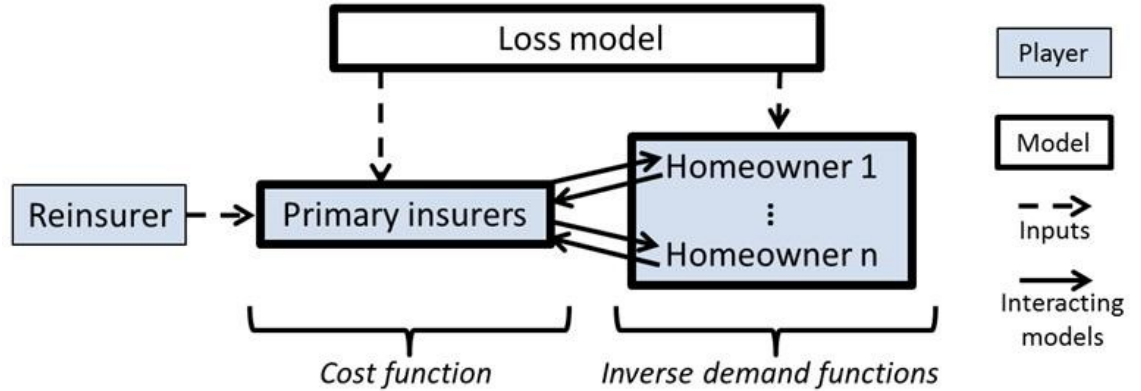 Loss model
Player
Model
Homeowner 1
Reinsurer
Primary insurers
⋮
Homeowner n
Inputs
Interacting
models
Cost function
Inverse demand functions